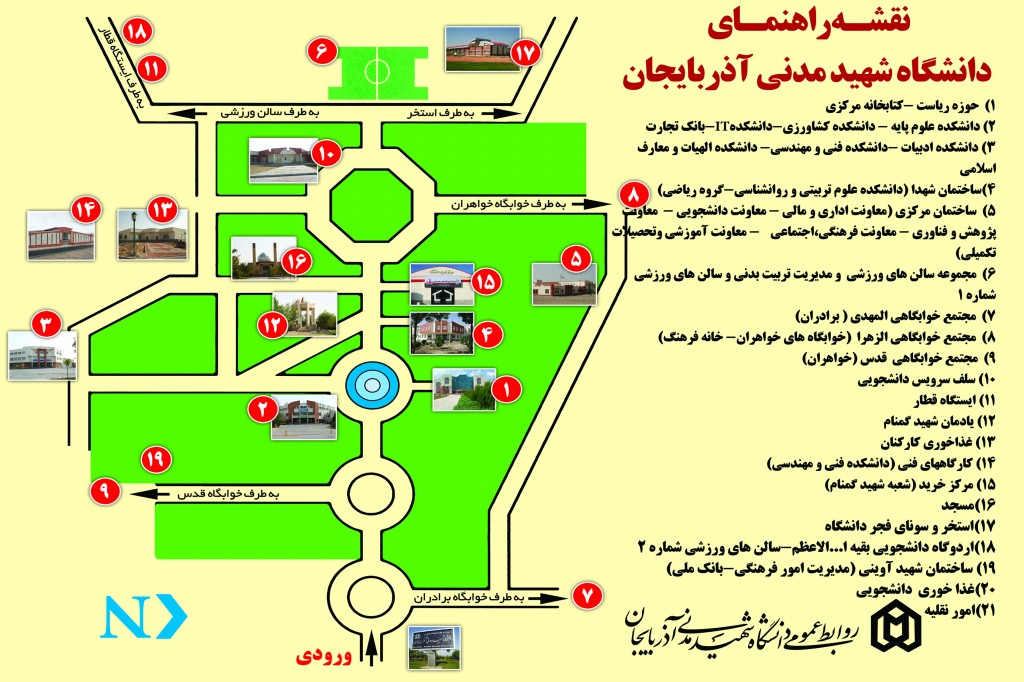 نقشـــه راهنمـــای
دانشگاه شهید مدنی آذربایجان
۱) حوزه ریاست –کتابخانه مرکزی
۲) دانشکده علوم پایه – دانشکده کشاورزی–دانشکدهIT–بانک تجارت
۳) دانشکده ادبیات –دانشکده فنی و مهندسی– دانشکده الهیات و معارف
اسلامی
۴)ساختمان شهدا (دانشکده علوم تربیتی و روانشناسی–گروه ریاضی)
۵) ساختمان مرکزی (معاونت اداری و مالی – معاونت دانشجویی – معاونت
پژوهش و فناوری – معاونت فرهنگی،اجتماعی – معاونت آموزشی وتحصیلات
تکمیلی)
۶) مجموعه سالن های ورزشی و مدیریت تربیت بدنی و سالن های ورزشی
شماره ۱
۷) مجتمع خوابگاهی المهدی ( برادران)
۸) مجتمع خوابگاهی الزهرا (خوابگاه های خواهران– خانه فرهنگ)
۹) مجتمع خوابگاهی قدس (خواهران)
۱۰) سلف سرویس دانشجویی
۱۱) ایستگاه قطار
۱۲) یادمان شهید گمنام
۱۳) غذاخوری کارکنان
۱۴) کارگاههای فنی (دانشکده فنی و مهندسی)
۱۵) مرکز خرید (شعبه شهید گمنام)
۱۶)مسجد
۱۷)استخر و سونای فجر دانشگاه
۱۸)اردوگاه دانشجویی بقیه ا...الاعظم–سالن های ورزشی شماره ۲
۱۹) ساختمان شهید آوینی (مدیریت امور فرهنگی–بانک ملی)
۲۰)غذا خوری دانشجویی
۲۱)امور نقلیه
روابط عمومی دانشگاه شهید مدنی آذربایجان
۱۸
۱۱
به طرف ایستگاه قطار
۶
۱۷
به طرف سالن ورزشی
به طرف استخر
۱۰
به طرف خوابگاه خواهران
۸
۱۴
۱۳
۱۶
۱۵
۵
۳
۱۲
۴
۲
۱
۱۹
۹
به طرف خوابگاه قدس
به طرف خوابگاه برادران
۷
N
ورودی